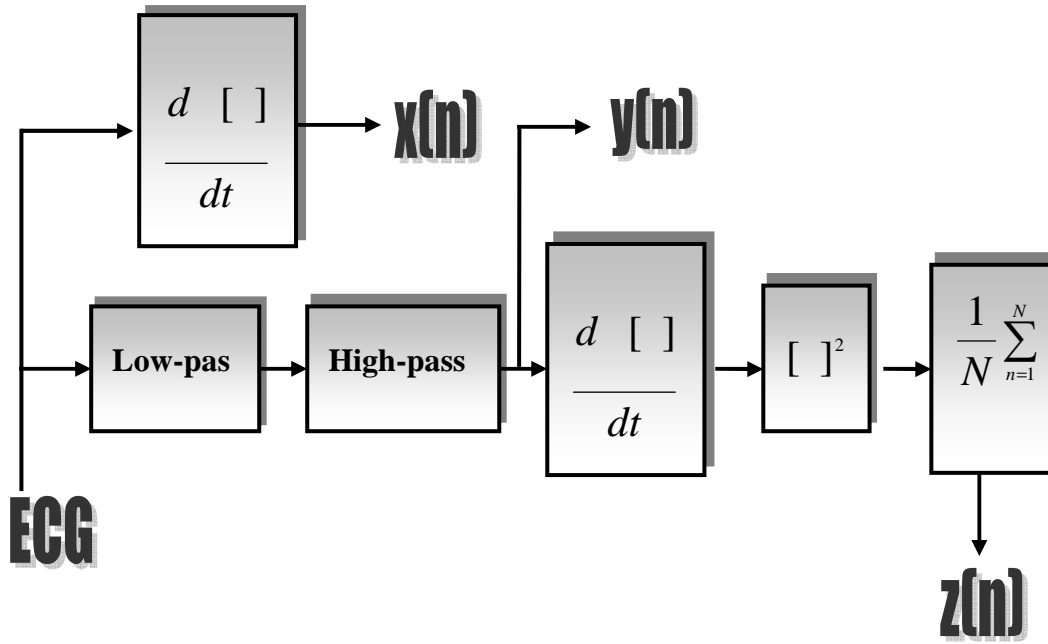 d [ ]
dt
x(n)
y(n)
Low-pas
High-pass
d [ ]
dt
[ ]²
1
N
N
∑
n=1
ECG
z(n)